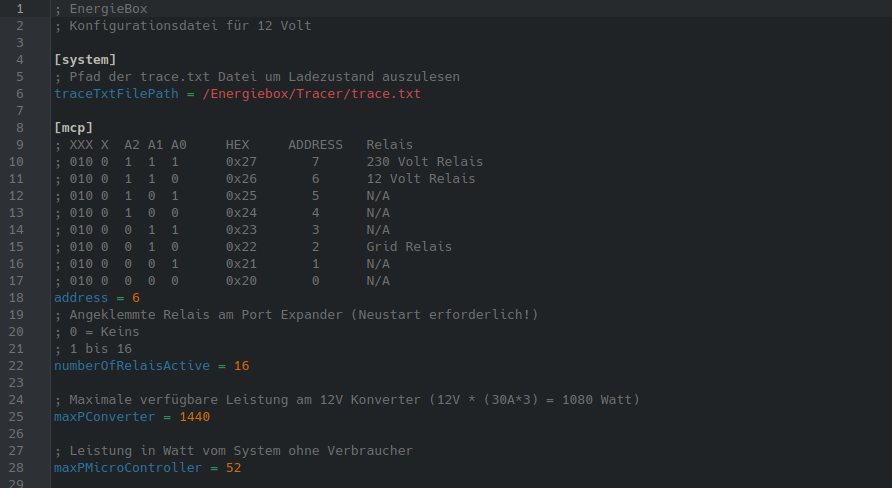 1 ; EnergieBox
2 ; Konfigurationsdatei für 12 Volt
3
4 [system]
5 ; Pfad der trace.txt Datei um Ladezustand auszulesen
6 traceTxtFilePath = /Energiebox/Tracer/trace.txt
7
8 [mcp]
9 ; XXX X  A2 A1 A0     HEX     ADDRESS   Relais
10 ; 010 0  1  1  1      0x27       7      230 Volt Relais
11 ; 010 0  1  1  0      0x26       6      12 Volt Relais
12 ; 010 0  1  0  1      0x25       5      N/A
13 ; 010 0  1  0  0      0x24       4      N/A
14 ; 010 0  0  1  1      0x23       3      N/A
15 ; 010 0  0  1  0      0x22       2      Grid Relais
16 ; 010 0  0  0  1      0x21       1      N/A
17 ; 010 0  0  0  0      0x20       0      N/A
18 address = 6
19 ; Angeklemmte Relais am Port Expander (Neustart erforderlich!)
20 ; 0 = Keins
21 ; 1 bis 16
22 numberOfRelaisActive = 16
23
24 ; Maximale verfügbare Leistung am 12V Konverter (12V * (30A*3) = 1080 Watt)
25 maxPConverter = 1440
26
27 ; Leistung in Watt vom System ohne Verbraucher
28 maxPMicroController = 52
29